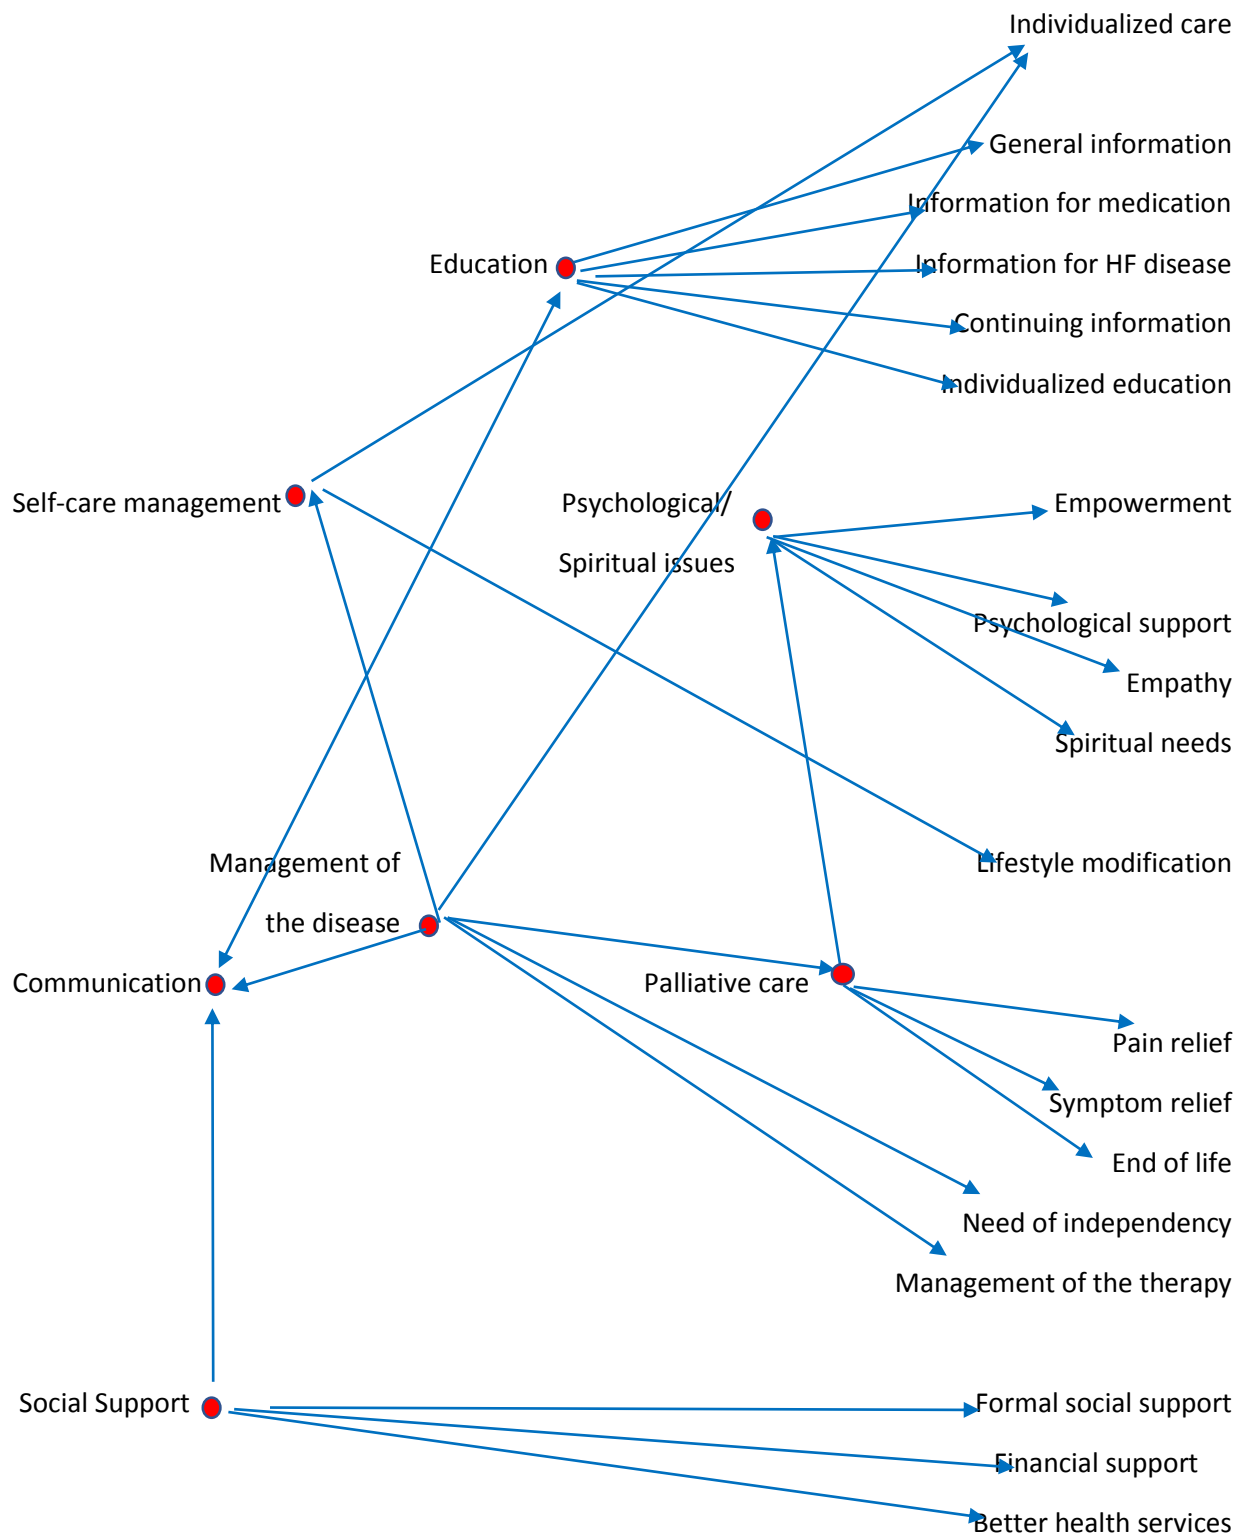 Individualized care
General information
Information for medication
Education
Information for HF disease
Continuing information
Individualized education
Self-care management
Psychological/
Empowerment
Spiritual issues
Psychological support
Empathy
Spiritual needs
Management of
Lifestyle modification
the disease
Communication
Palliative care
Pain relief
Symptom relief
End of life
Need of independency
Management of the therapy
Social Support
Formal social support
Financial support
Better health services